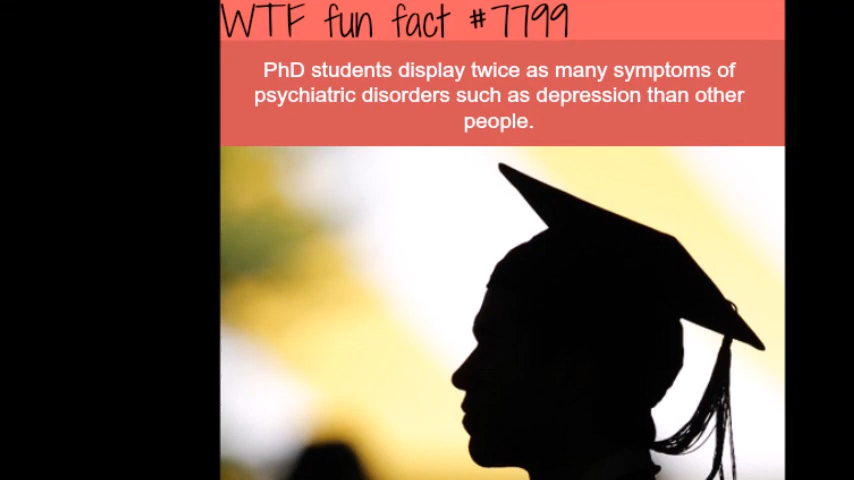 WTF fun fact #7799
PhD students display twice as many symptoms of
psychiatric disorders such as depression than other
people.